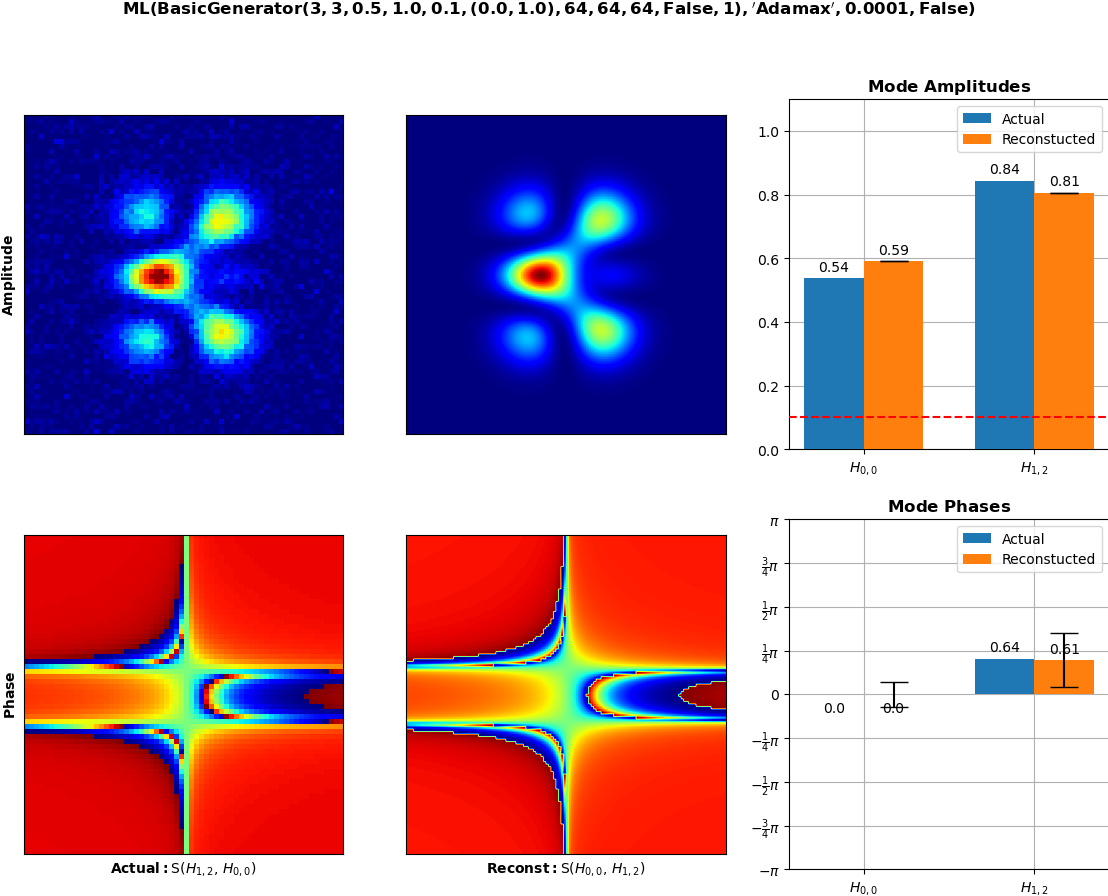 ML(BasicGenerator(3, 3, 0.5, 1.0, 0.1, (0.0, 1.0), 64, 64, 64, False, 1), ′Adamax′, 0.0001, False)
Amplitude
Mode Amplitudes
Actual
Reconstucted
1.0
0.8
0.6
0.4
0.2
0.0
0.54
0.59
0.84
0.81
H0,0
H1,2
Phase
Actual: S(H1,2, H0,0)
Reconst: S(H0,0, H1,2)
Mode Phases
Actual
Reconstucted
π
3/4π
1/2π
1/4π
0
−1/4π
−1/2π
−3/4π
−π
0.0
0.0
0.64
0.61
H0,0
H1,2